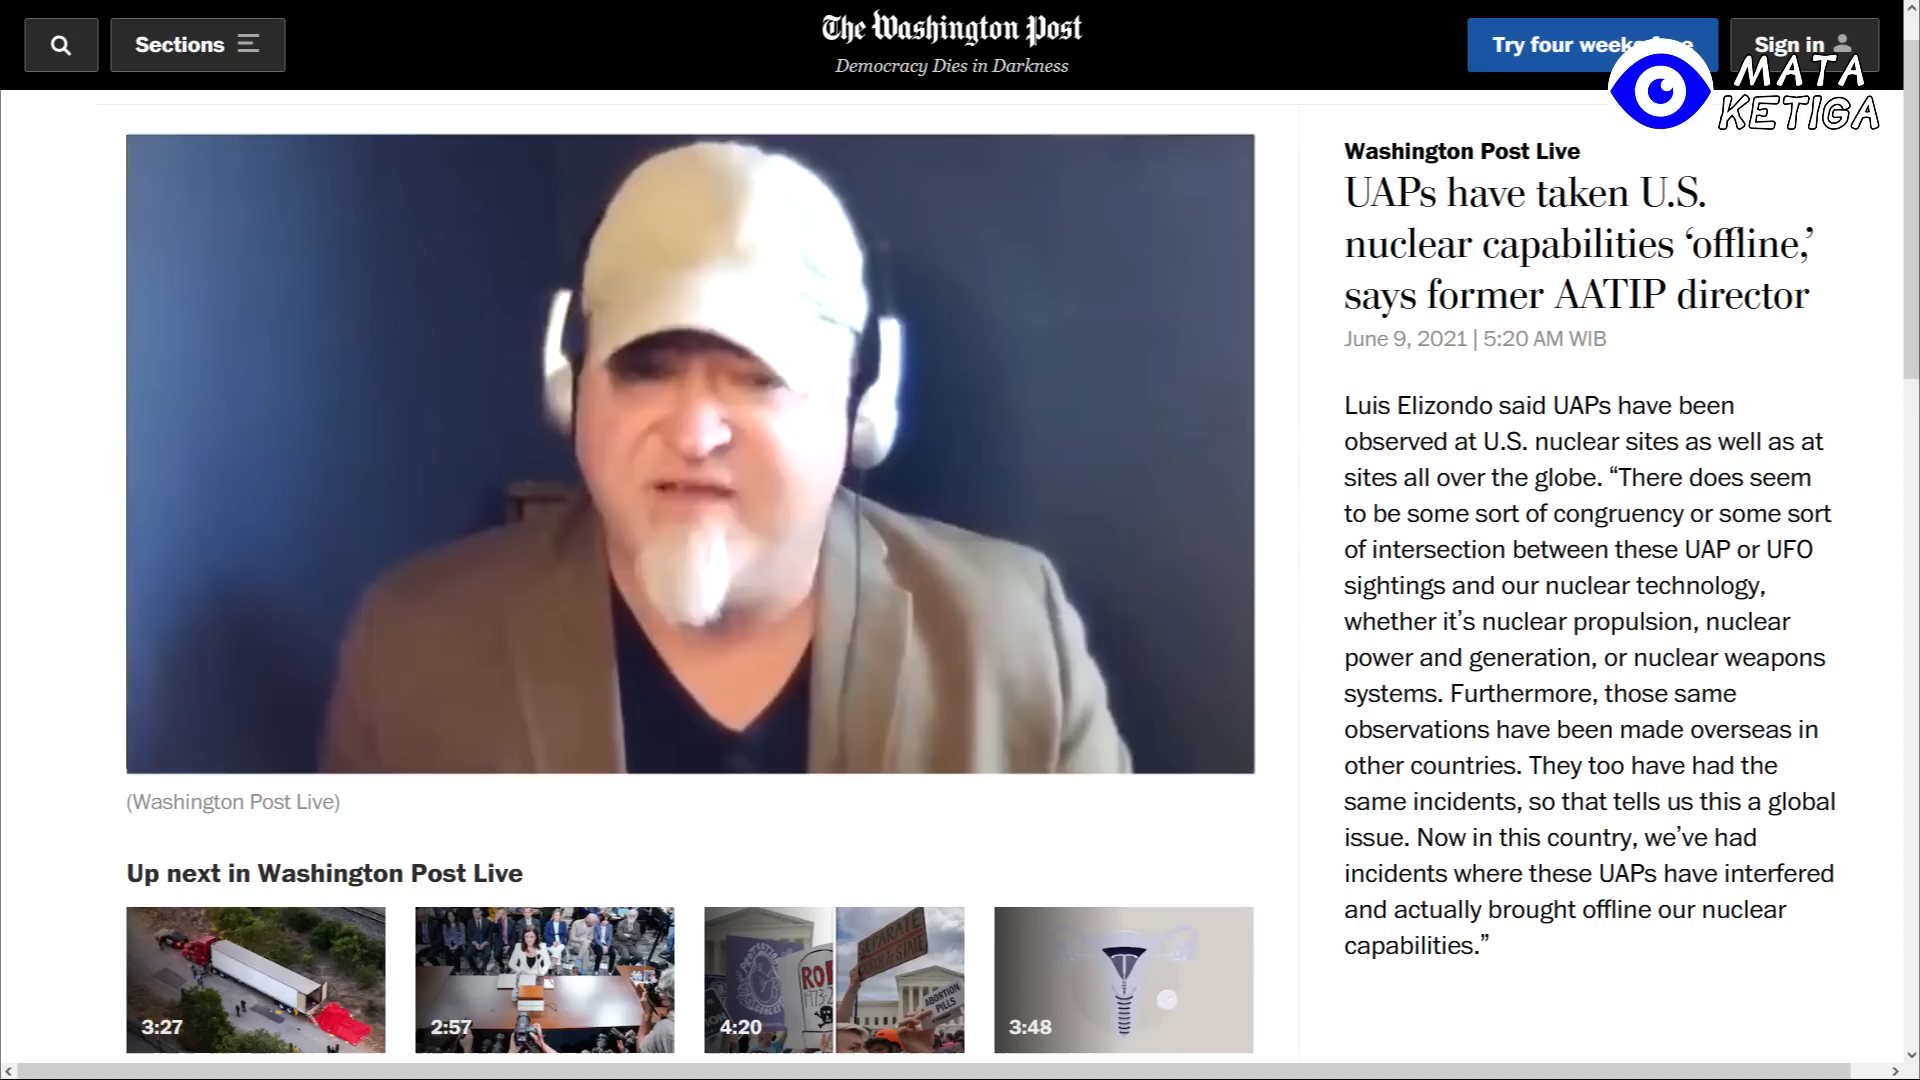 Sections
The Washington Post
Democracy Dies in Darkness
Try four weeks
Sign in
MATA
KETIGA
Washington Post Live
UAPs have taken U.S.
nuclear capabilities ‘offline,’
says former AATIP director
June 9, 2021 | 5:20 AM WIB
Luis Elizondo said UAPs have been
observed at U.S. nuclear sites as well as at
sites all over the globe. “There does seem
to be some sort of congruency or some sort
of intersection between these UAP or UFO
sightings and our nuclear technology,
whether it’s nuclear propulsion, nuclear
power and generation, or nuclear weapons
systems. Furthermore, those same
observations have been made overseas in
other countries. They too have had the
same incidents, so that tells us this a global
issue. Now in this country, we’ve had
incidents where these UAPs have interfered
and actually brought offline our nuclear
capabilities.”
(Washington Post Live)
Up next in Washington Post Live
3:27
2:57
4:20
SEPARATE
ABORTION
PILLS
3:48